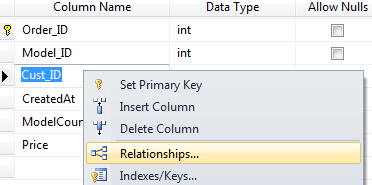 Column Name Data Type Allow Nulls
Order_ID int
Model_ID int
Cust_ID
Set Primary Key
CreatedAt
Insert Column
ModelCoun
Delete Column
Price
Relationships...
Indexes/Keys...